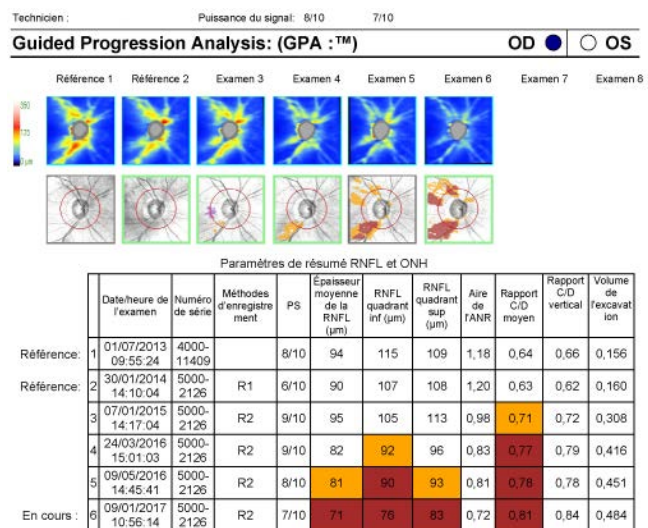 Technicien : Puissance du signal: 8/10 7/10
Guided Progression Analysis: (GPA :™) OD OS
Référence 1 Référence 2 Examen 3 Examen 4 Examen 5 Examen 6 Examen 7 Examen 8
350
175
0 µm
Paramètres de résumé RNFL et ONH
Date/heure de l'examen Numéro de série Méthodes d'enregistre ment PS Épaisseur moyenne de la RNFL (µm) RNFL quadrant inf (µm) RNFL quadrant sup (µm) Aire de l'ANR Rapport C/D moyen Rapport C/D vertical Volume de l'excavat ion
Référence: 1 01/07/2013 09:55:24 4000-11409 8/10 94 115 109 1,18 0,64 0,66 0,156
Référence: 2 30/01/2014 14:10:04 5000-2126 R1 6/10 90 107 108 1,20 0,63 0,62 0,160
3 07/01/2015 14:17:04 5000-2126 R2 9/10 95 105 113 0,98 0,71 0,72 0,308
4 24/03/2016 15:01:03 5000-2126 R2 9/10 82 92 96 0,83 0,77 0,79 0,416
5 09/05/2016 14:45:41 5000-2126 R2 8/10 81 90 93 0,81 0,78 0,78 0,451
En cours : 6 09/01/2017 10:56:14 5000-2126 R2 7/10 71 76 83 0,72 0,81 0,84 0,484